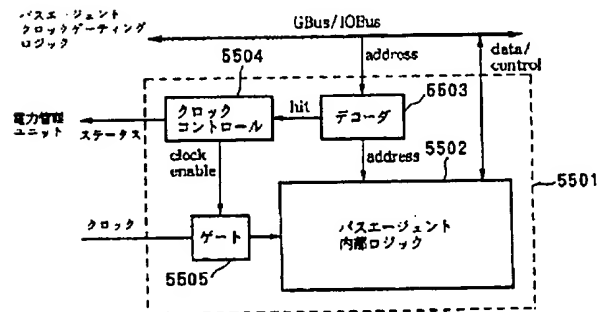 バスエージェント
クロックゲーティング
ロジック
GBus/IOBus
5504
address
data/
control
電力管理
ユニット
ステータス
クロック
コントロール
hit
デコーダ
5503
clock
enable
address
5502
5501
クロック
ゲート
バスエージェント
内部ロジック
5505